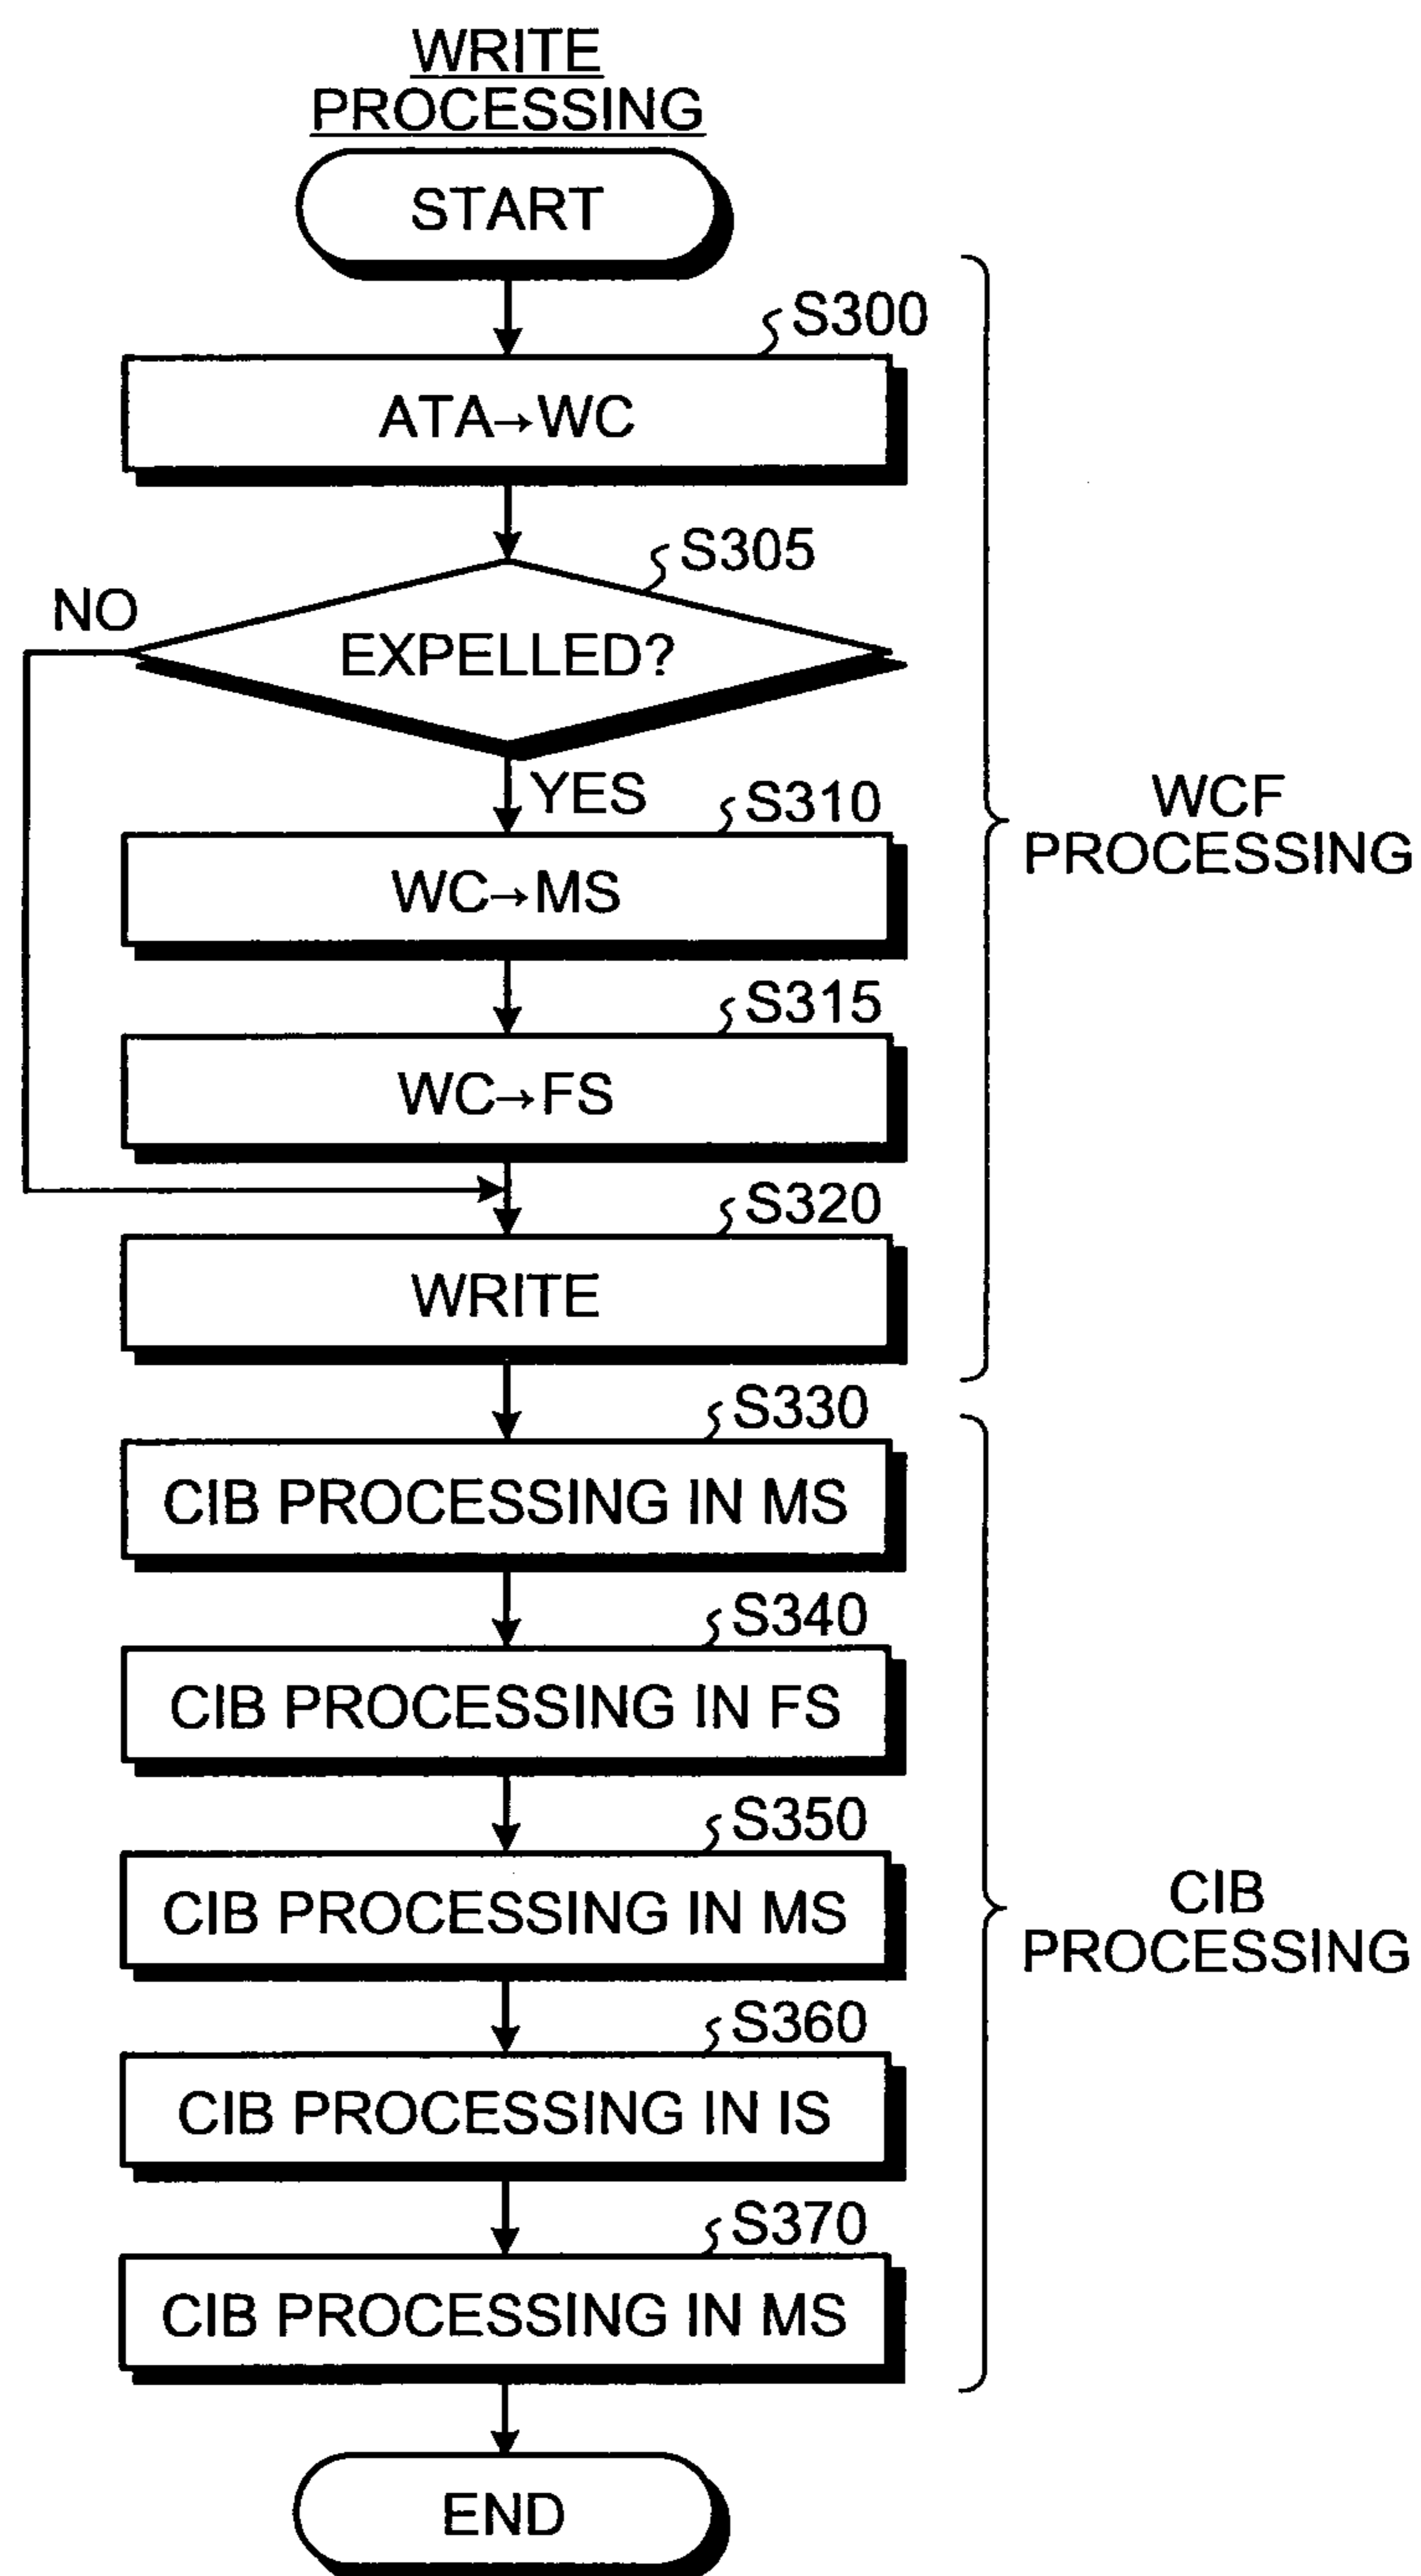 WRITE
PROCESSING
START
S300
ATA→WC
S305
NO
EXPELLED?
YES
S310
WC→MS
WCF
PROCESSING
S315
WC→FS
S320
WRITE
S330
CIB PROCESSING IN MS
S340
CIB PROCESSING IN FS
S350
CIB PROCESSING IN MS
CIB
PROCESSING
S360
CIB PROCESSING IN IS
S370
CIB PROCESSING IN MS
END